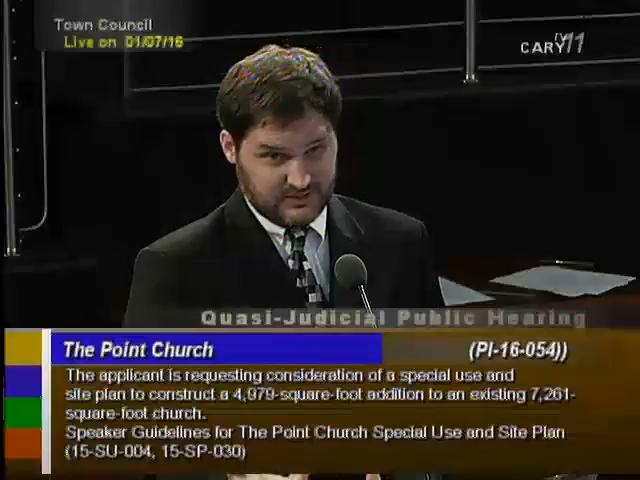 Town Council
Live on 01/07/16
CARY TV 11
Quasi-Judicial Public Hearing
The Point Church (PI-16-054))
The applicant is requesting consideration of a special use and
site plan to construct a 4,979-square-foot addition to an existing 7,261-
square-foot church.
Speaker Guidelines for The Point Church Special Use and Site Plan
(15-SU-004, 15-SP-030)